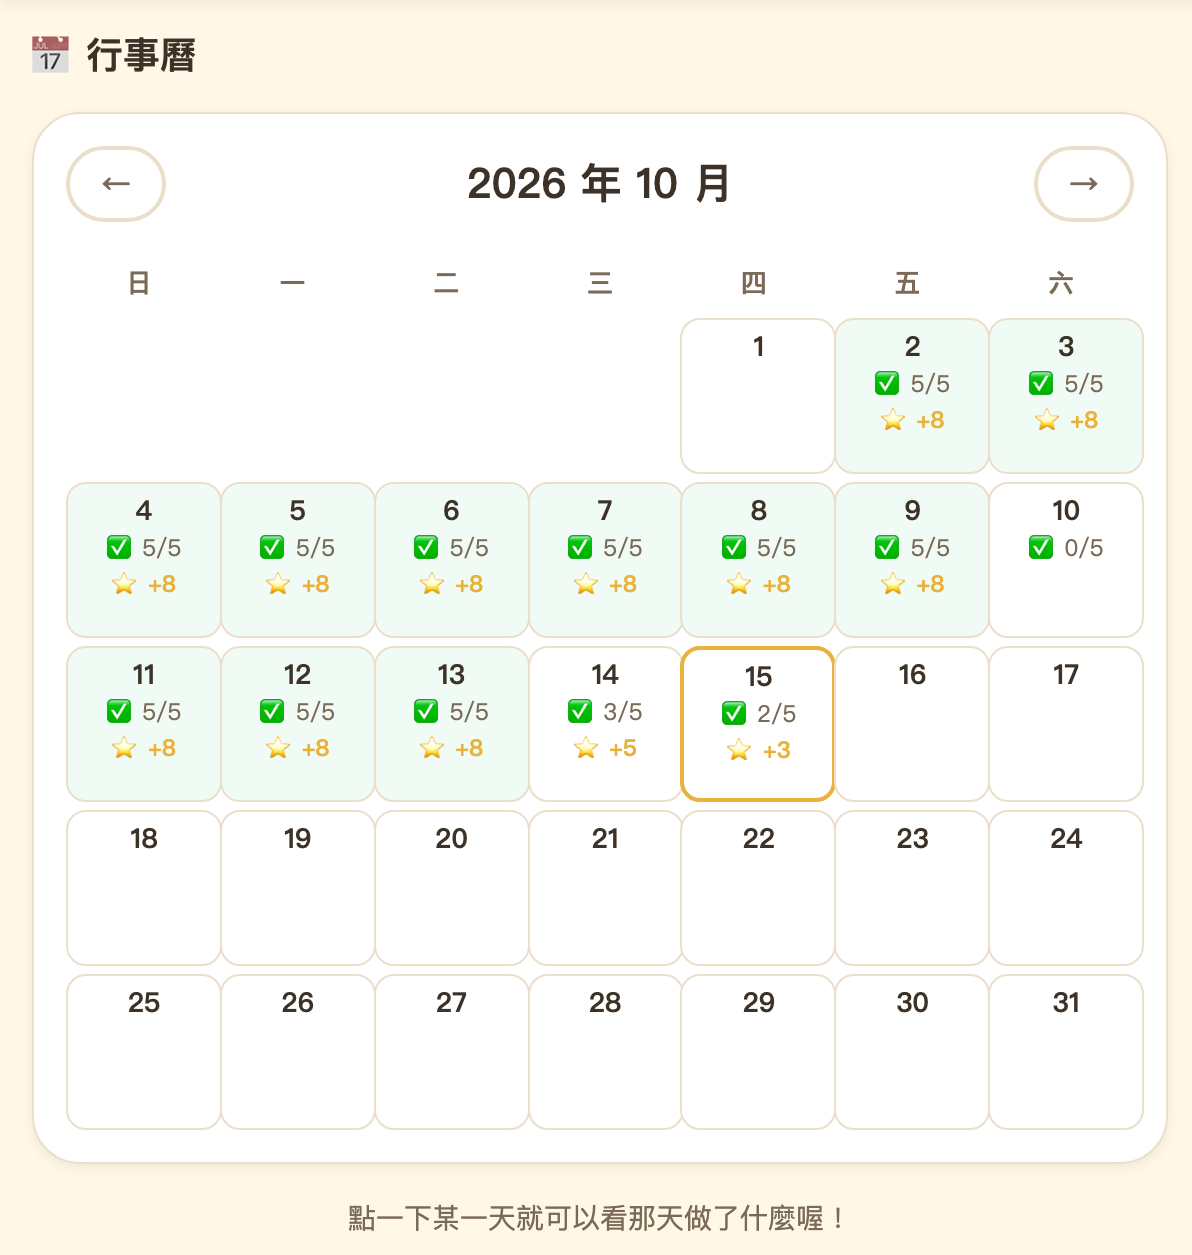 JUL 17 行事曆
← 2026 年 10 月 →
日 一 二 三 四 五 六
1 2 3
5/5 5/5
+8 +8
4 5 6 7 8 9 10
5/5 5/5 5/5 5/5 5/5 5/5 0/5
+8 +8 +8 +8 +8 +8
11 12 13 14 15 16 17
5/5 5/5 5/5 3/5 2/5
+8 +8 +8 +5 +3
18 19 20 21 22 23 24
25 26 27 28 29 30 31
點一下某一天就可以看那天做了什麼喔！